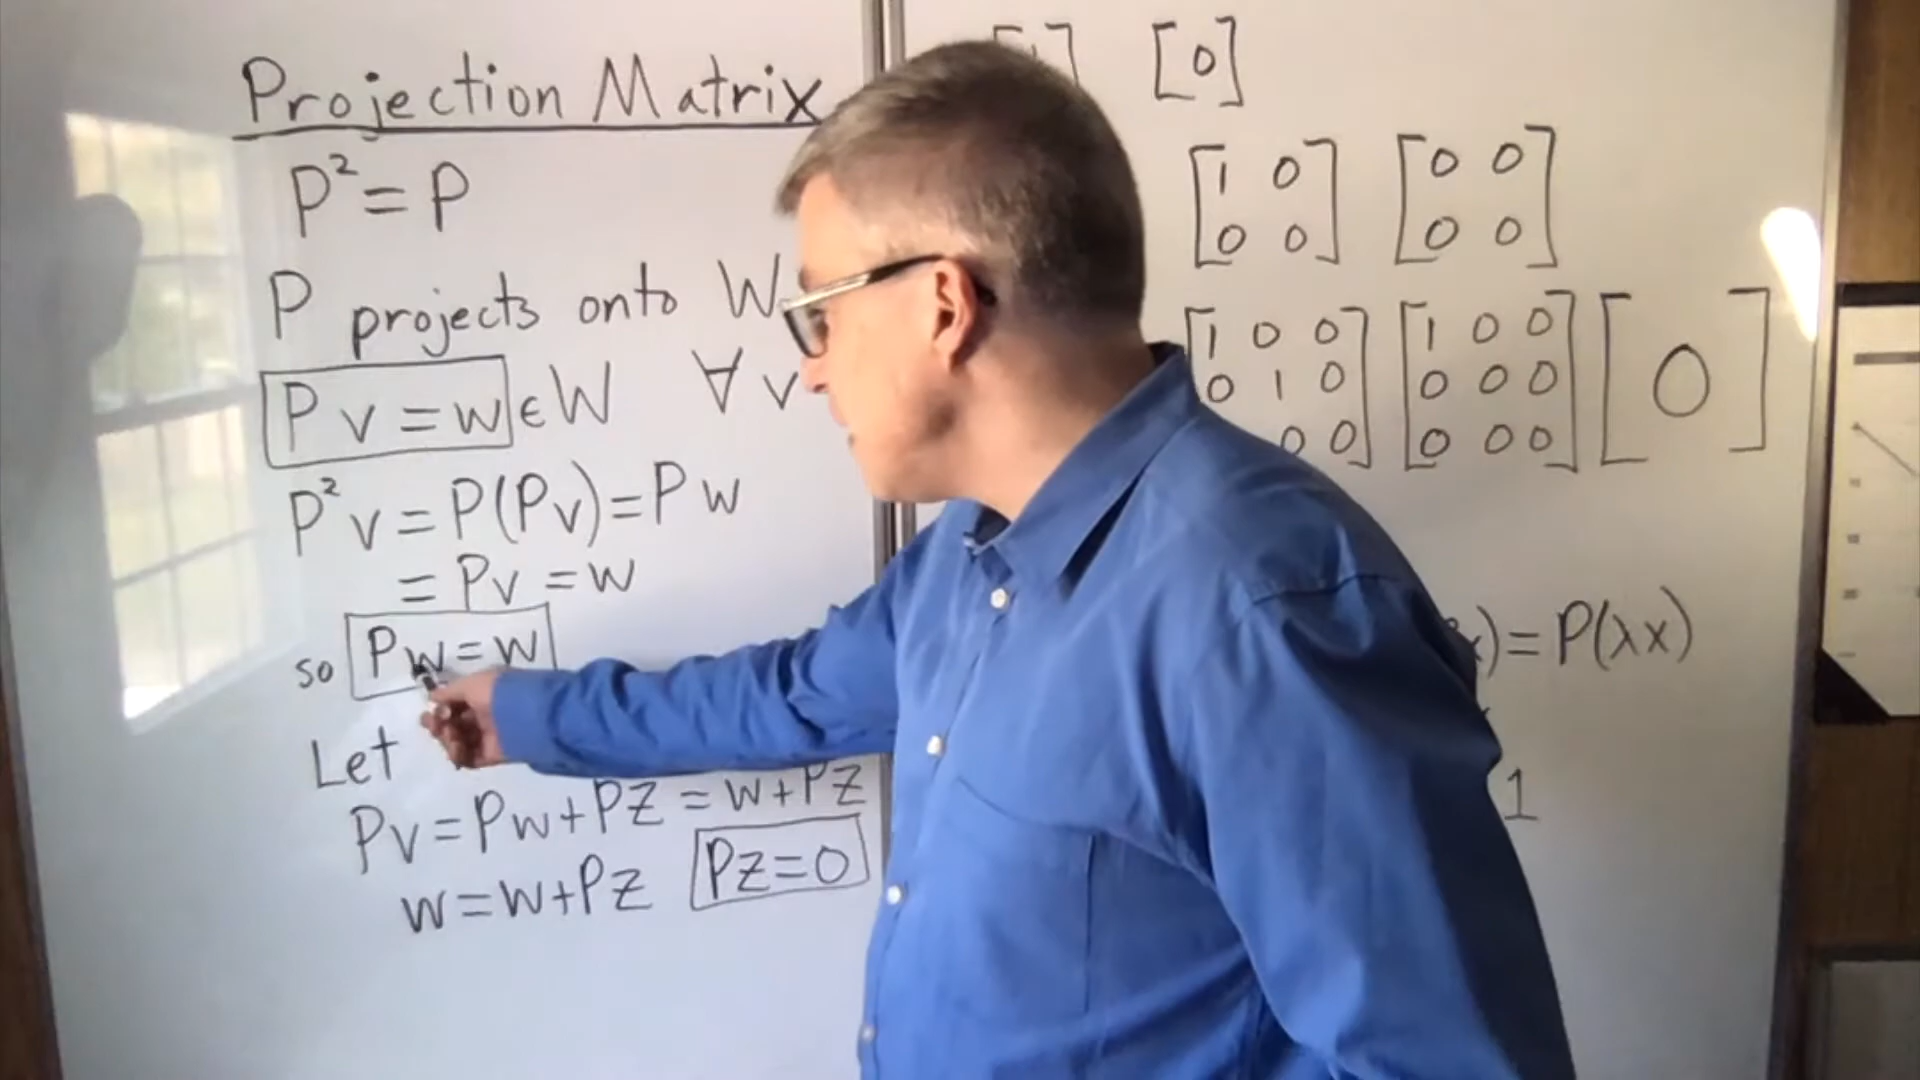 Projection Matrix
P² = P
P projects onto W
Pv = w ∈ W ∀ v
P²v = P(Pv) = Pw
= Pv = w
so Pw = w
Let
Pv = Pw + Pz = w + Pz
w = w + Pz Pz = 0
[0]
[1 0
0 0] [0 0
0 0]
[1 0 0
0 1 0
0 0] [1 0 0
0 0 0
0 0 0] [0]
x) = P(λx)
1